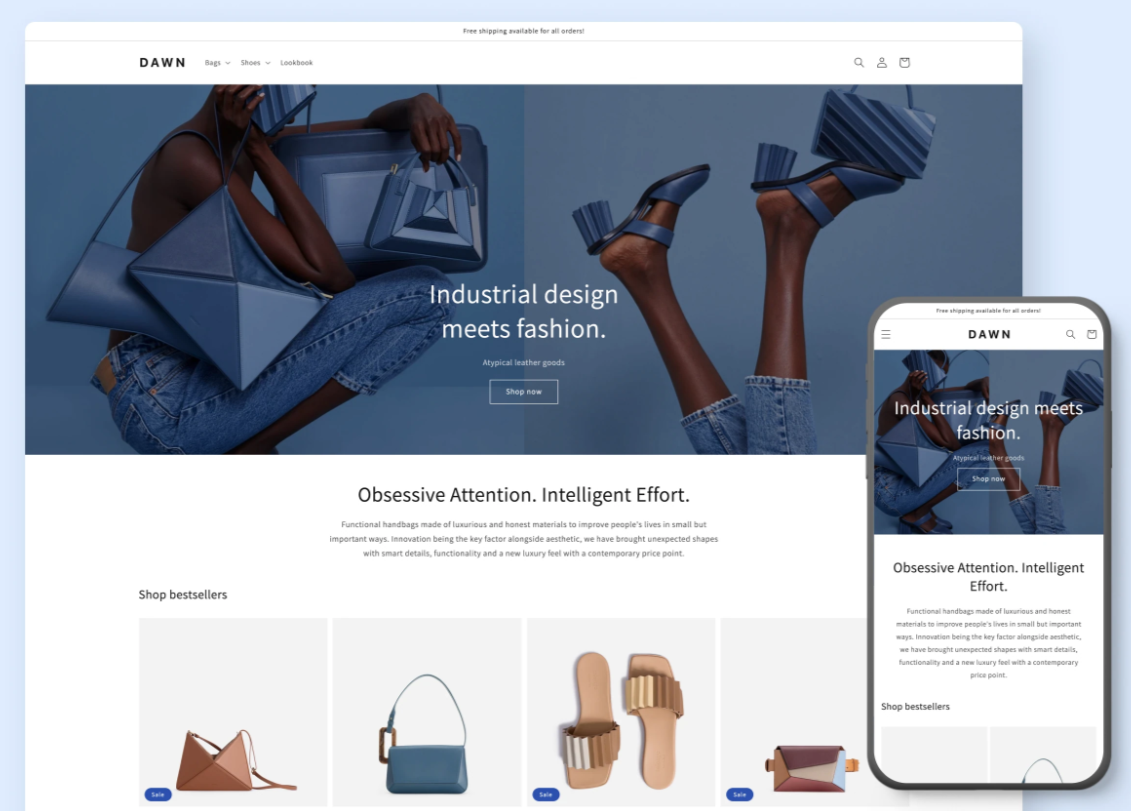 Free shipping available for all orders!
DAWN
Bags
Shoes
Lookbook
Industrial design
meets fashion.
Atypical leather goods
Shop now
Obsessive Attention. Intelligent Effort.
Functional handbags made of luxurious and honest materials to improve people's lives in small but
important ways. Innovation being the key factor alongside aesthetic, we have brought unexpected shapes
with smart details, functionality and a new luxury feel with a contemporary price point.
Shop bestsellers
Sale
Sale
Sale
Free shipping available for all orders!
DAWN
Industrial design meets
fashion.
Atypical leather goods
Shop now
Obsessive Attention. Intelligent
Effort.
Functional handbags made of luxurious and honest
materials to improve people's lives in small but important
ways. Innovation being the key factor alongside aesthetic,
we have brought unexpected shapes with smart details,
functionality and a new luxury feel with a contemporary
price point.
Shop bestsellers